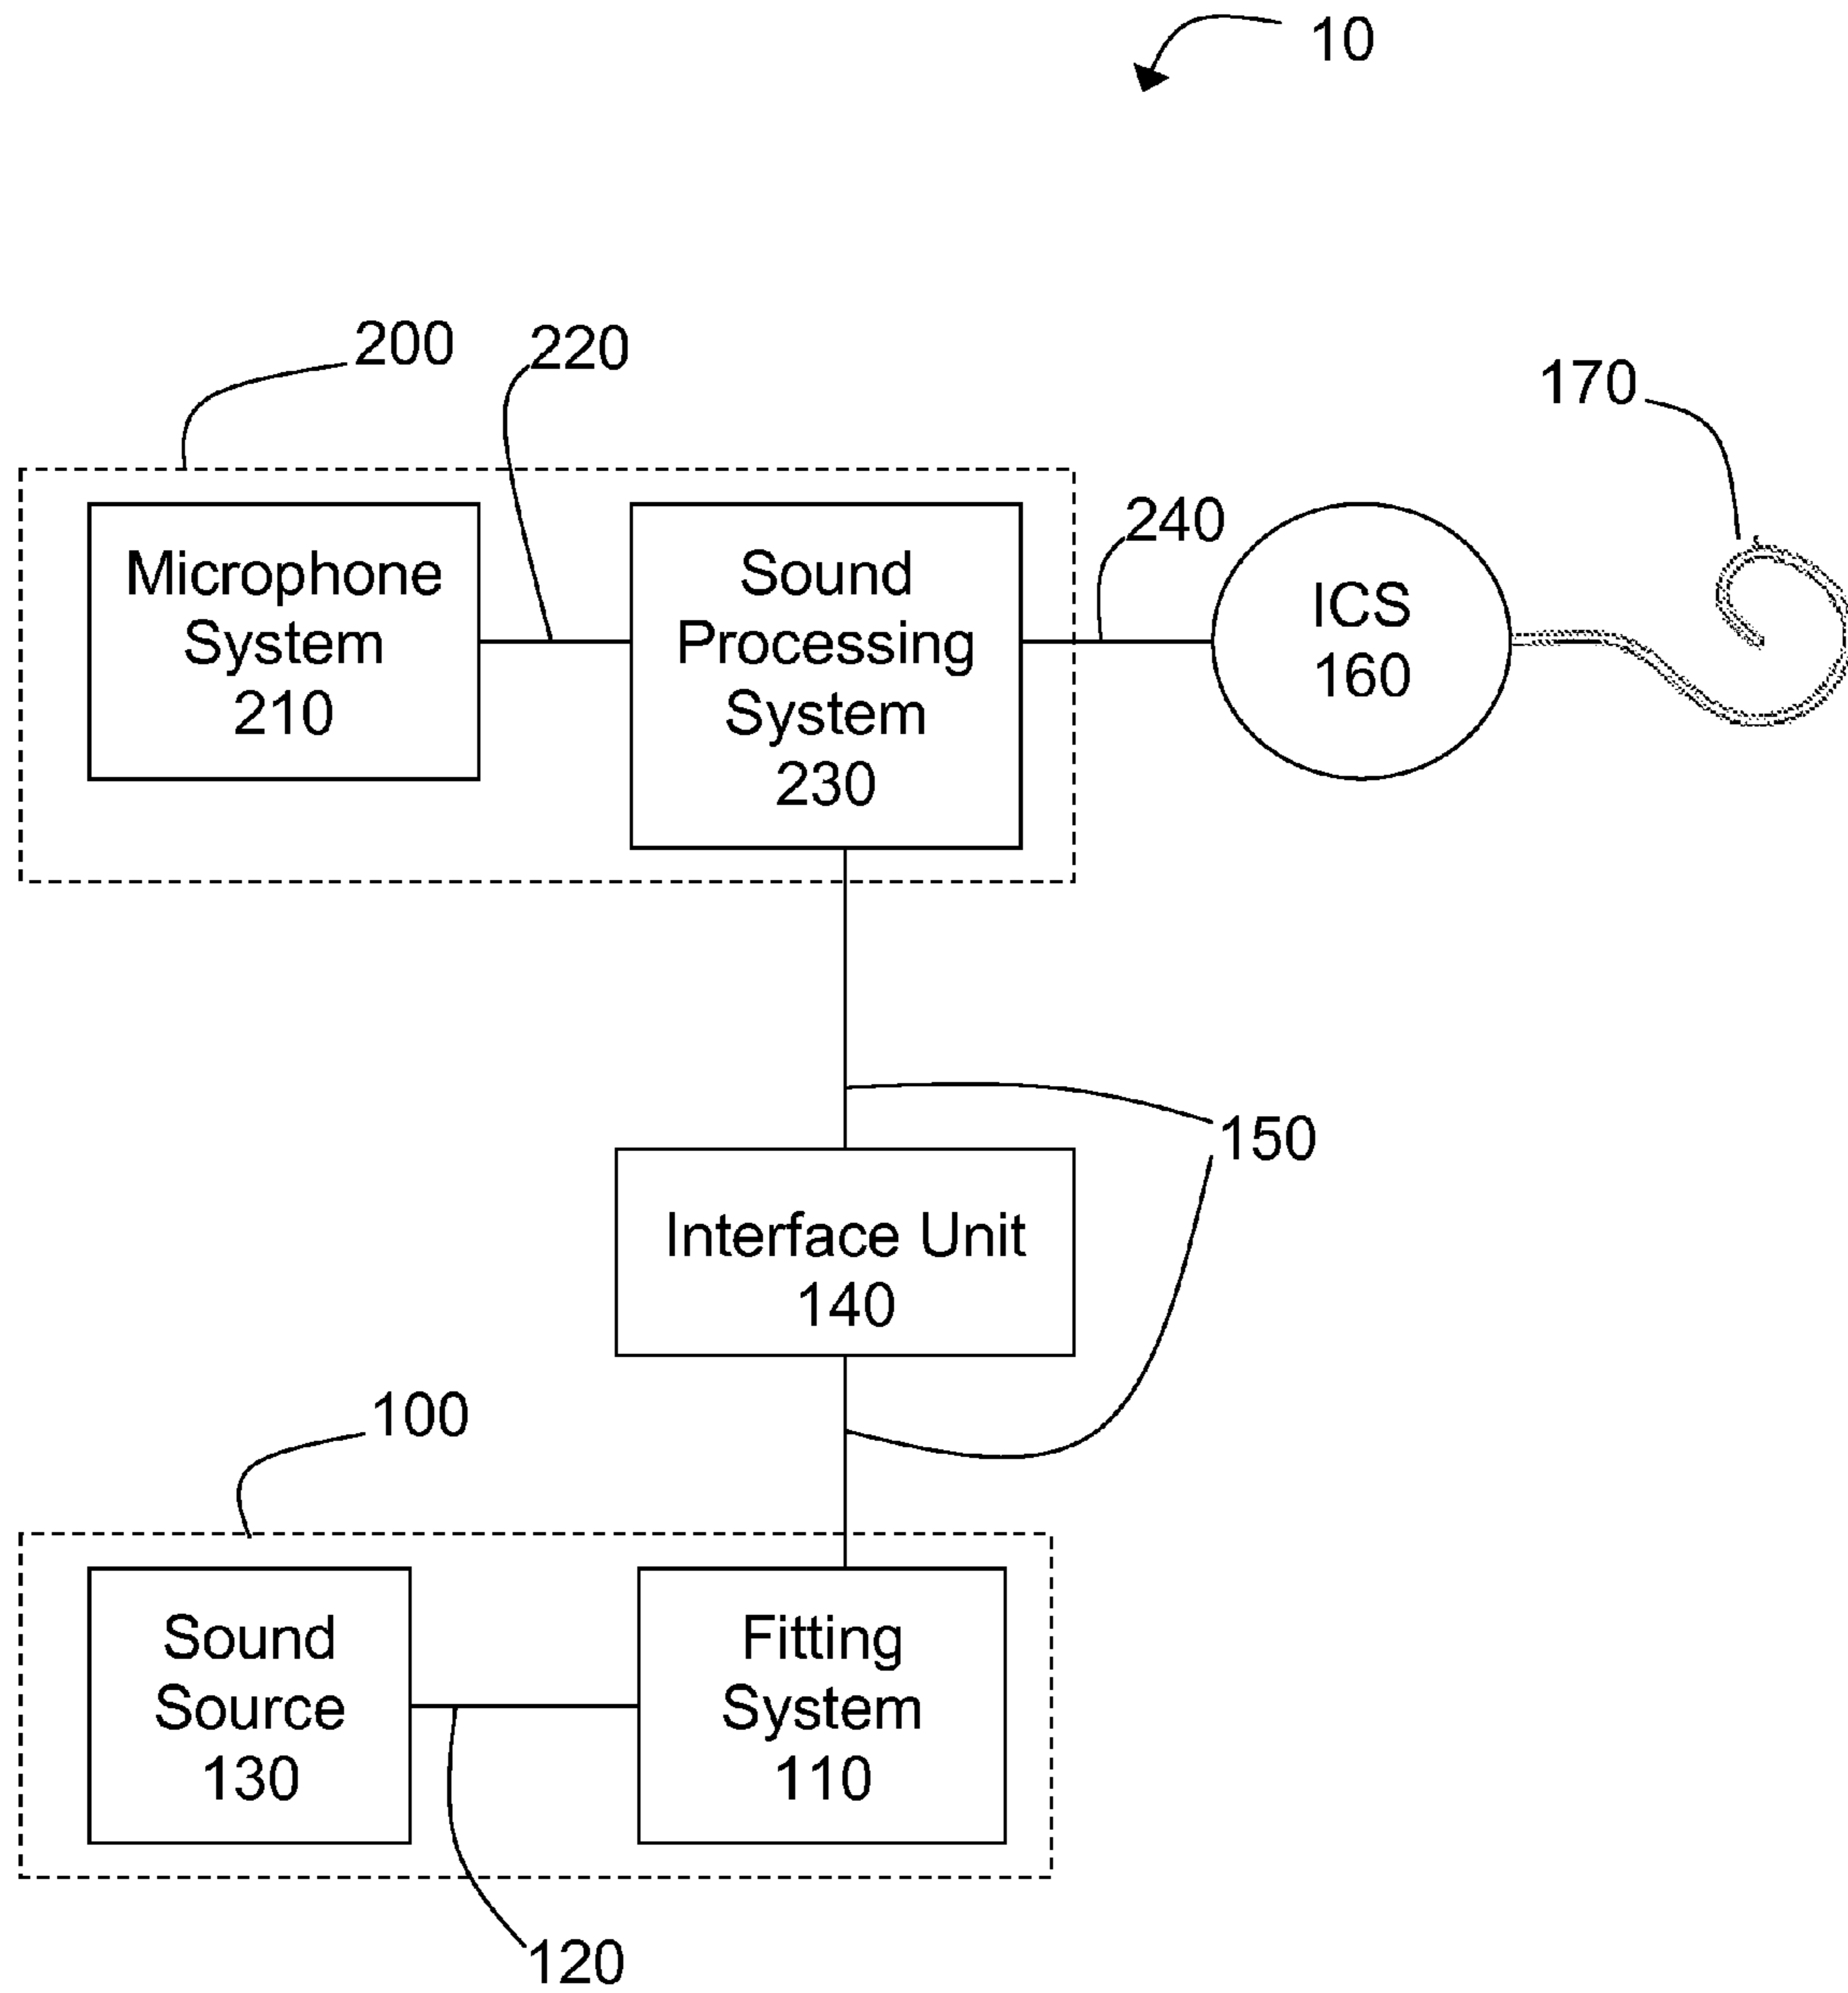 10
200
220
170
240
Microphone
System
210
Sound
Processing
System
230
ICS
160
150
Interface Unit
140
100
Sound
Source
130
Fitting
System
110
120